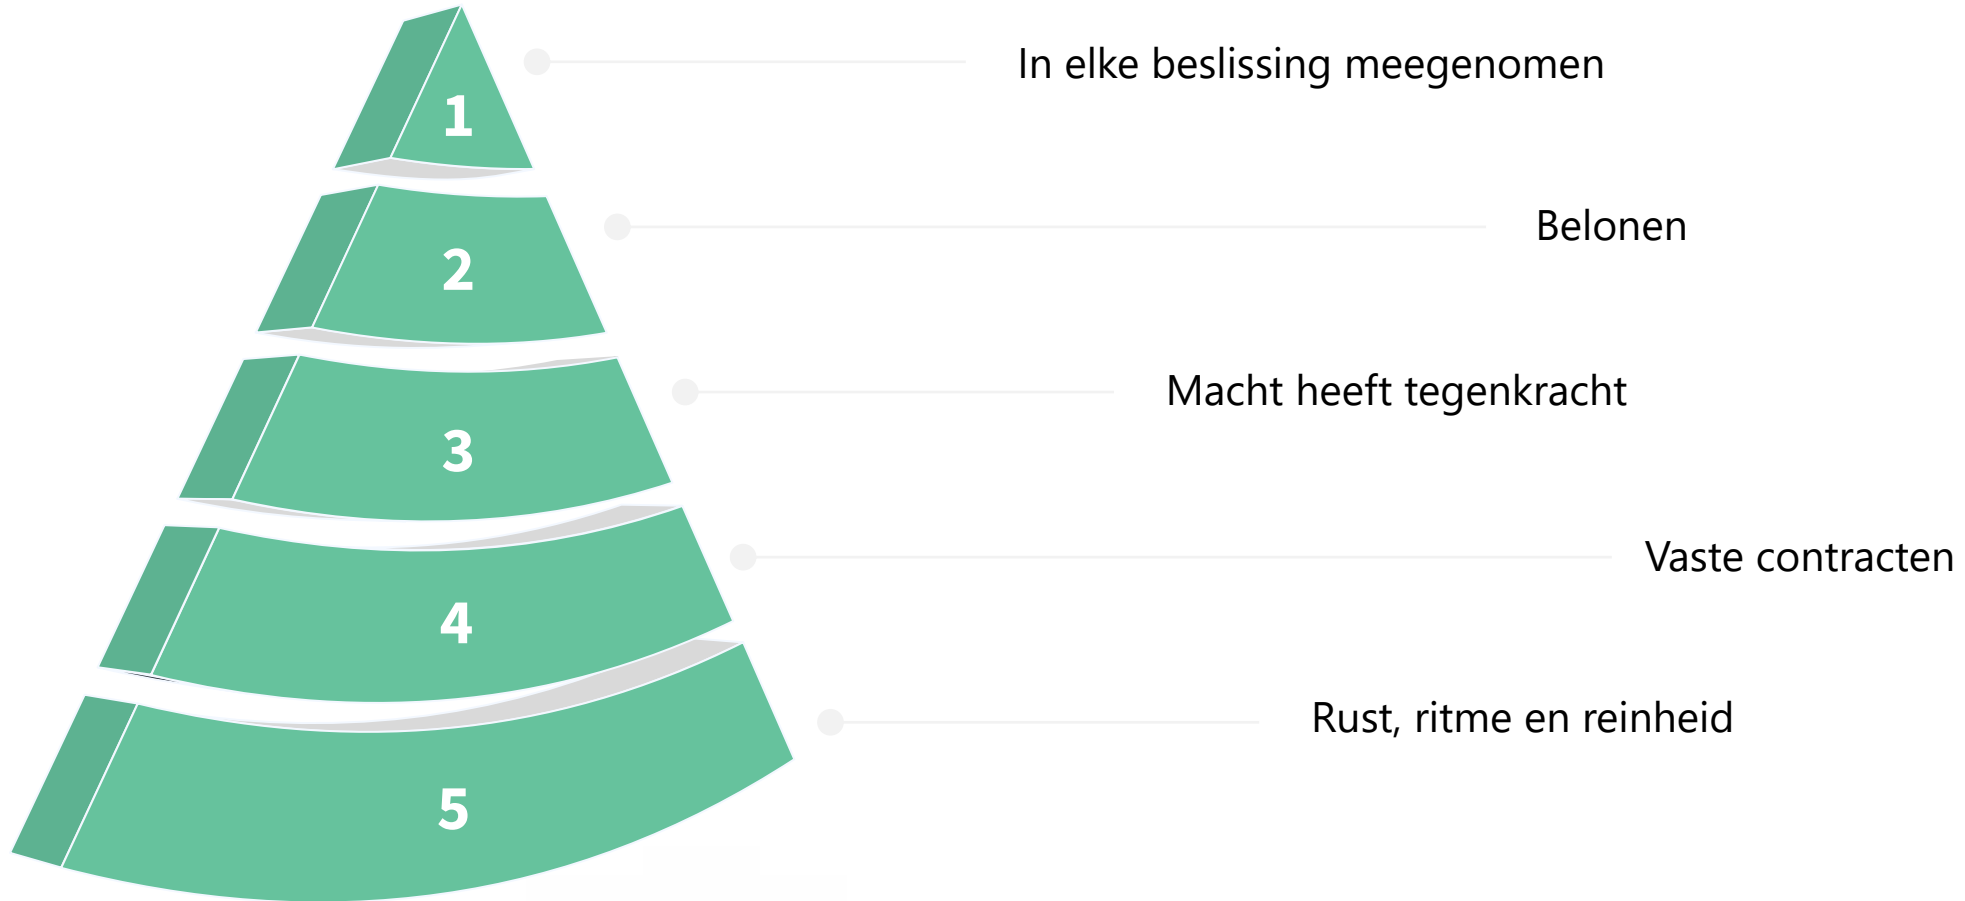 1
In elke beslissing meegenomen
2
Belonen
3
Macht heeft tegenkracht
4
Vaste contracten
5
Rust, ritme en reinheid